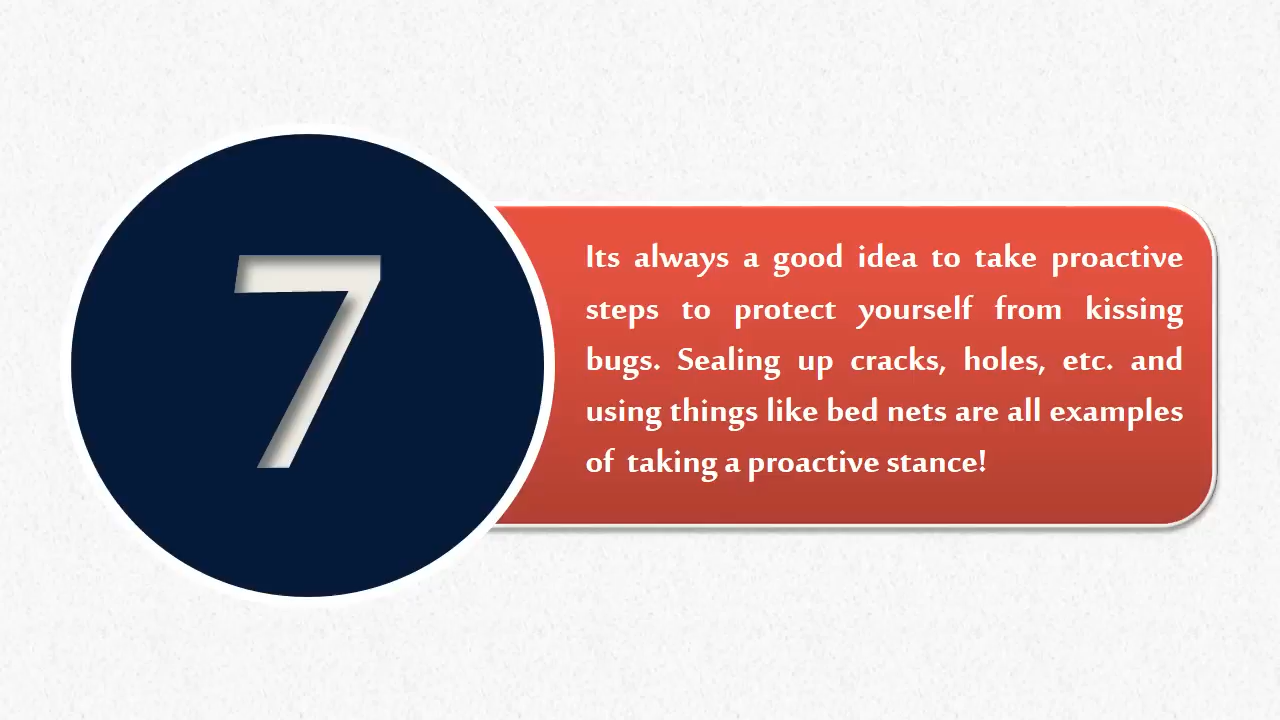 7
Its always a good idea to take proactive
steps to protect yourself from kissing
bugs. Sealing up cracks, holes, etc. and
using things like bed nets are all examples
of taking a proactive stance!